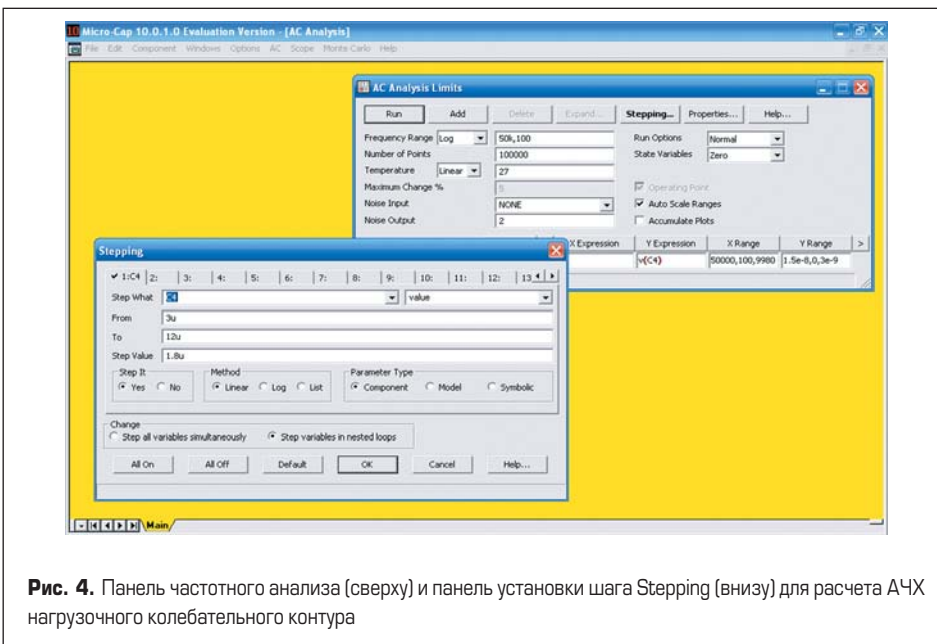 Micro-Cap 10.0.1.0 Evaluation Version - [AC Analysis]
File Edit Component Windows Options AC Scope Monte Carlo Help
AC Analysis Limits
Run Add Delete Expand... Stepping... Properties... Help...
Frequency Range Log 50k,100 Run Options Normal
Number of Points 100000 State Variables Zero
Temperature Linear 27
Maximum Change % 5 Operating Point
Noise Input NONE Auto Scale Ranges
Noise Output 2 Accumulate Plots
X Expression Y Expression X Range Y Range >
v(C4) 50000,100,9980 1.5e-8,0,3e-9
Stepping
1:C4 2: 3: 4: 5: 6: 7: 8: 9: 10: 11: 12: 13
Step What C4 value
From 3u
To 12u
Step Value 1.8u
Step It Method Parameter Type
Yes No Linear Log List Component Model Symbolic
Change
Step all variables simultaneously Step variables in nested loops
All On All Off Default OK Cancel Help...
Main
Рис. 4. Панель частотного анализа (сверху) и панель установки шага Stepping (внизу) для расчета АЧХ
нагрузочного колебательного контура